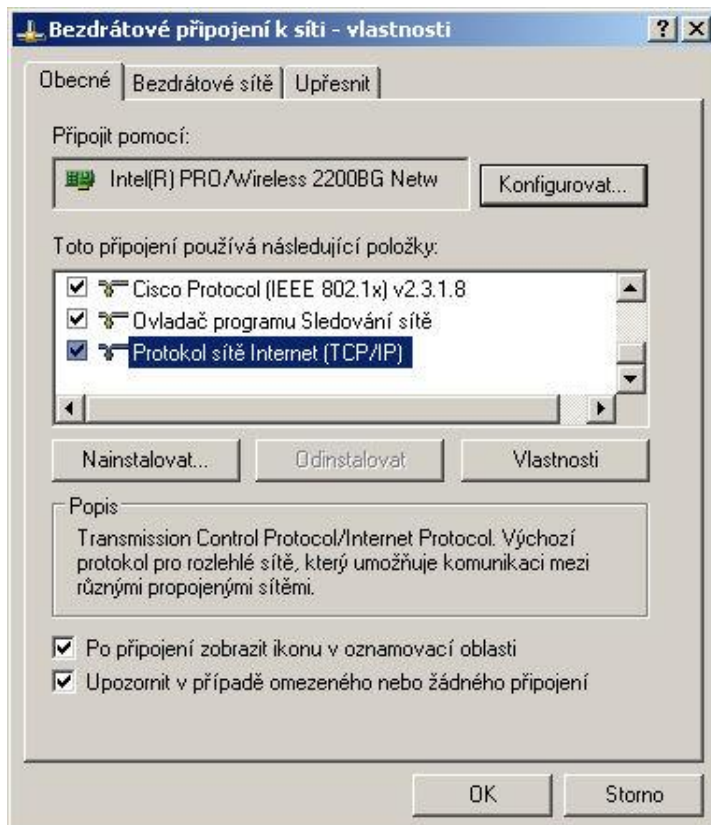 Bezdrátové připojení k síti - vlastnosti
Obecné Bezdrátové sítě Upřesnit
Připojit pomocí:
Intel(R) PRO/Wireless 2200BG Netw Konfigurovat...
Toto připojení používá následující položky:
Cisco Protocol (IEEE 802.1x) v2.3.1.8
Ovladač programu Sledování sítě
Protokol sítě Internet (TCP/IP)
Nainstalovat... Odinstalovat Vlastnosti
Popis
Transmission Control Protocol/Internet Protocol. Výchozí
protokol pro rozlehlé sítě, který umožňuje komunikaci mezi
různými propojenými sítěmi.
Po připojení zobrazit ikonu v oznamovací oblasti
Upozornit v případě omezeného nebo žádného připojení
OK Storno